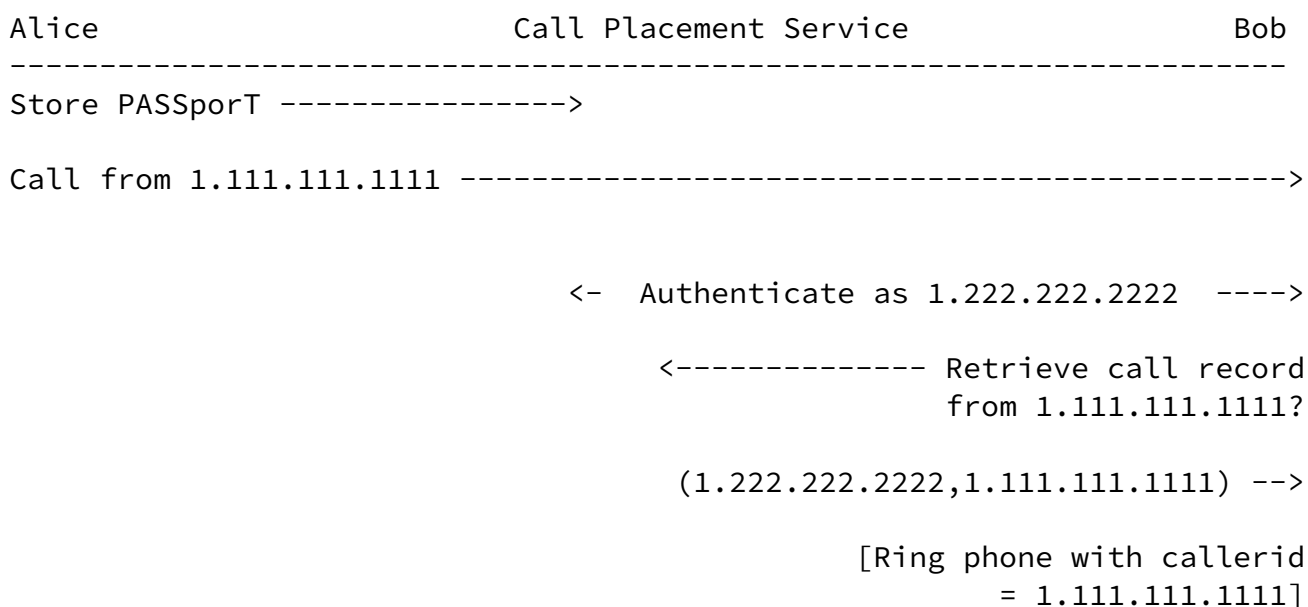 Alice                       Call Placement Service                  Bob
-----------------------------------------------------------------------
Store PASSporT ---------------->
Call from 1.111.111.1111 ---------------------------------------------->
<-  Authenticate as 1.222.222.2222  ---->
<-------------- Retrieve call record
from 1.111.111.1111?
(1.222.222.2222,1.111.111.1111) -->
[Ring phone with callerid
= 1.111.111.1111]